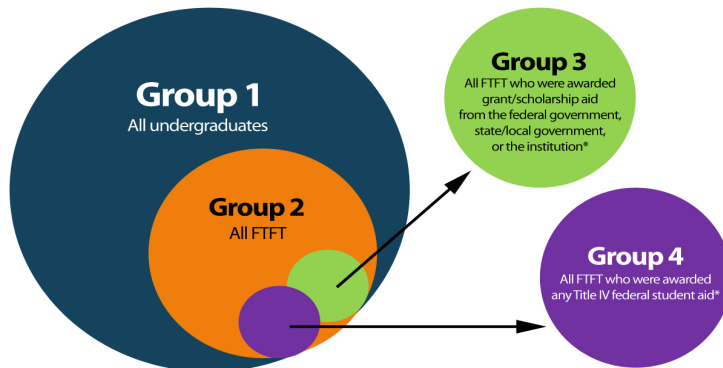 Group 1
All undergraduates
Group 2
All FTFT
Group 3
All FTFT who were awarded
grant/scholarship aid
from the federal government,
state/local government,
or the institution*
Group 4
All FTFT who were awarded
any Title IV federal student aid*